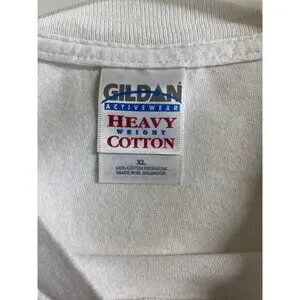 GILDAN
ACTIVEWEAR
HEAVY
WEIGHT
COTTON
XL
100% COTTON PRESHRUNK
MADE IN EL SALVADOR